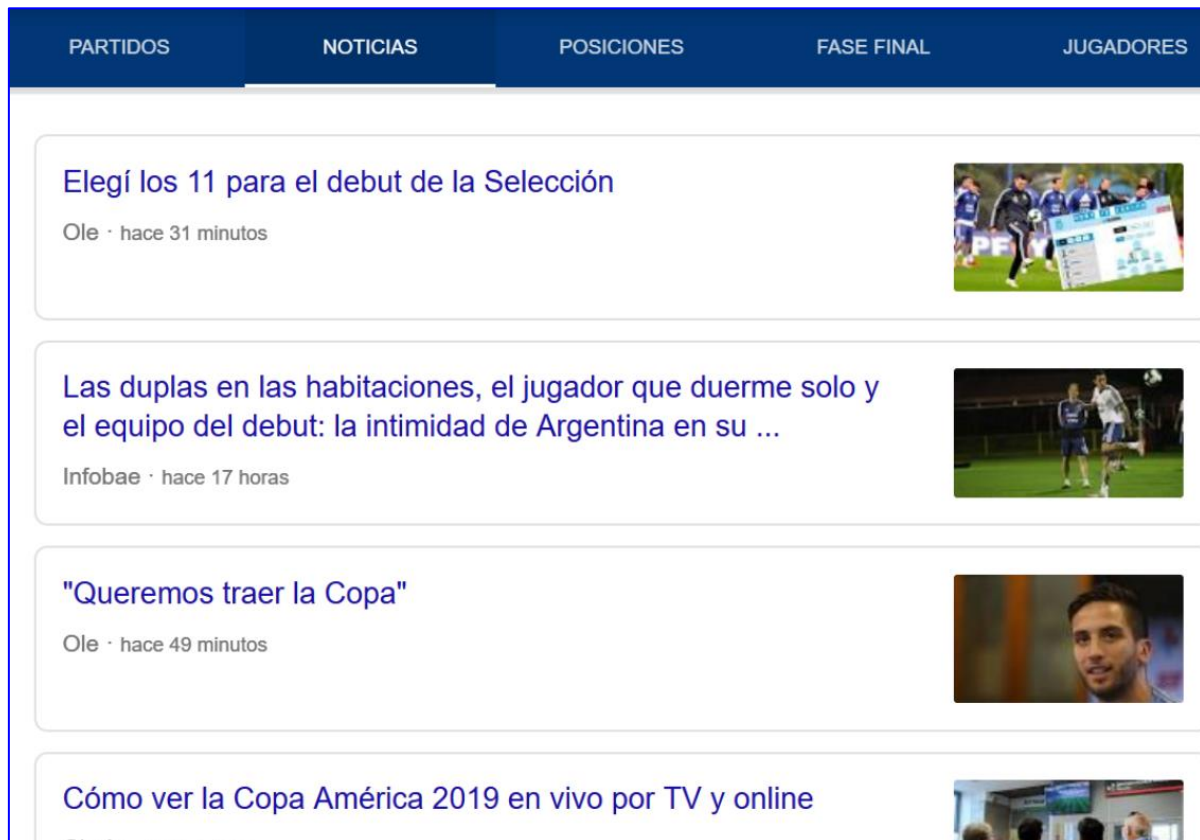 PARTIDOS
NOTICIAS
POSICIONES
FASE FINAL
JUGADORES
Elegí los 11 para el debut de la Selección
Ole · hace 31 minutos
Las duplas en las habitaciones, el jugador que duerme solo y
el equipo del debut: la intimidad de Argentina en su ...
Infobae · hace 17 horas
"Queremos traer la Copa"
Ole · hace 49 minutos
Cómo ver la Copa América 2019 en vivo por TV y online